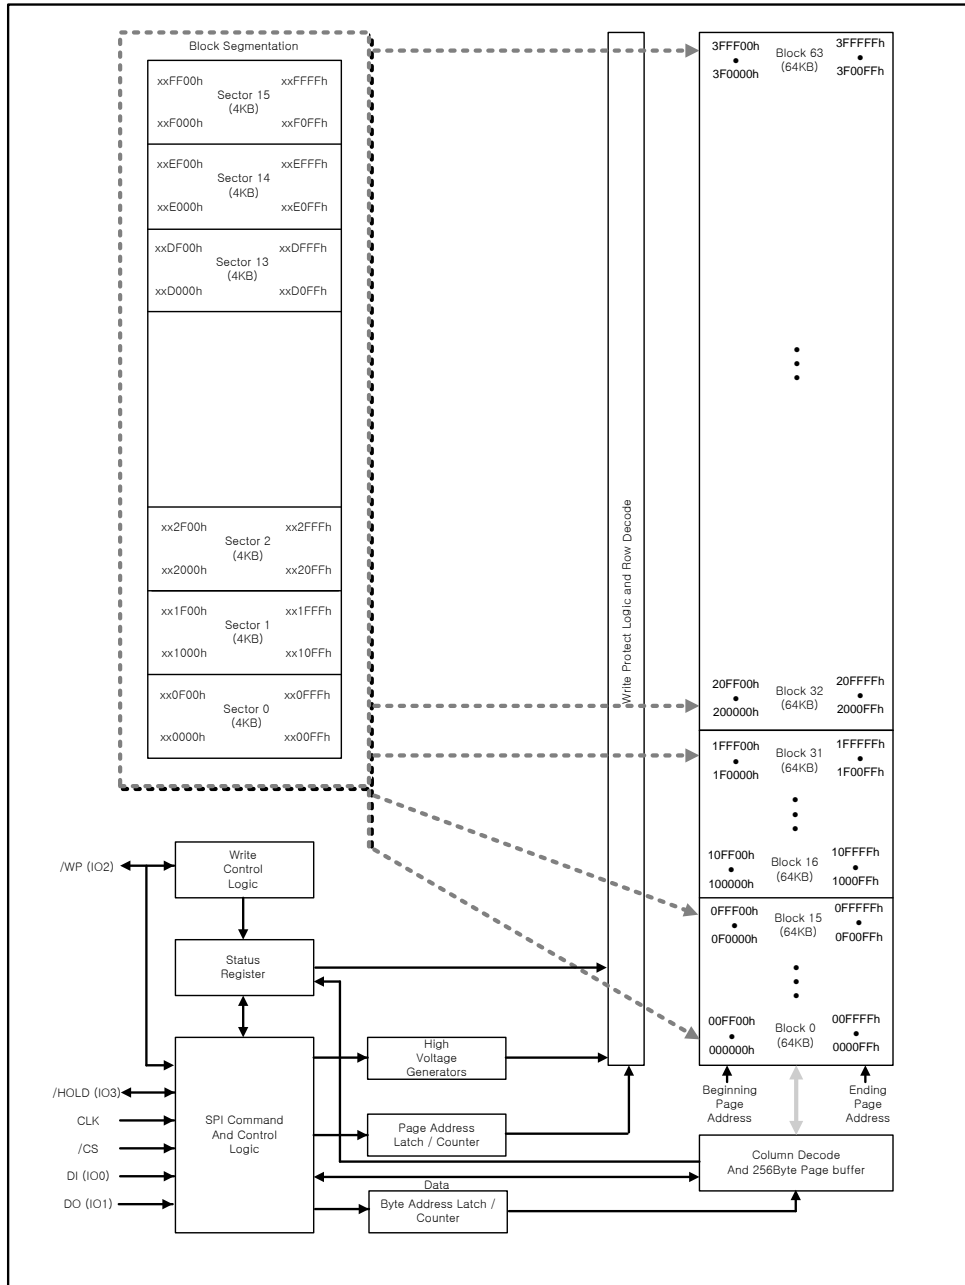 Block Segmentation
xxFF00h xxFFFFh
Sector 15
(4KB)
xxF000h xxF0FFh
xxEF00h xxEFFFh
Sector 14
(4KB)
xxE000h xxE0FFh
xxDF00h xxDFFFh
Sector 13
(4KB)
xxD000h xxD0FFh
xx2F00h xx2FFFh
Sector 2
(4KB)
xx2000h xx20FFh
xx1F00h xx1FFFh
Sector 1
(4KB)
xx1000h xx10FFh
xx0F00h xx0FFFh
Sector 0
(4KB)
xx0000h xx00FFh
Write Protect Logic and Row Decode
3FFF00h Block 63 3FFFFFh
(64KB)
3F0000h 3F00FFh
20FF00h Block 32 20FFFFh
(64KB)
200000h 2000FFh
1FFF00h Block 31 1FFFFFh
(64KB)
1F0000h 1F00FFh
10FF00h Block 16 10FFFFh
(64KB)
100000h 1000FFh
0FFF00h Block 15 0FFFFFh
(64KB)
0F0000h 0F00FFh
00FF00h Block 0 00FFFFh
(64KB)
000000h 0000FFh
Beginning
Page
Address
Ending
Page
Address
/WP (IO2)
Write
Control
Logic
Status
Register
High
Voltage
Generators
/HOLD (IO3)
CLK
/CS
DI (IO0)
DO (IO1)
SPI Command
And Control
Logic
Page Address
Latch / Counter
Column Decode
And 256Byte Page buffer
Data
Byte Address Latch /
Counter